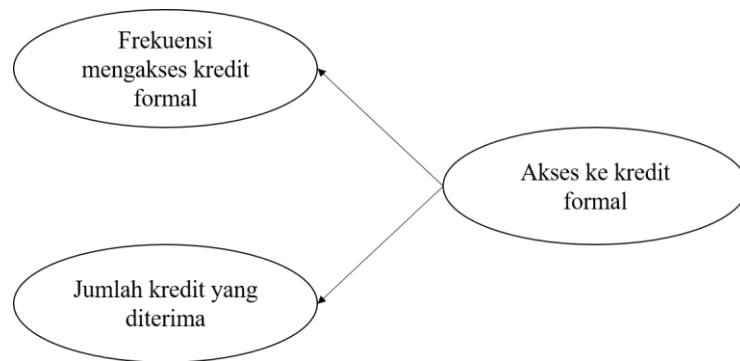 Frekuensi
mengakses kredit
formal
Akses ke kredit
formal
Jumlah kredit yang
diterima